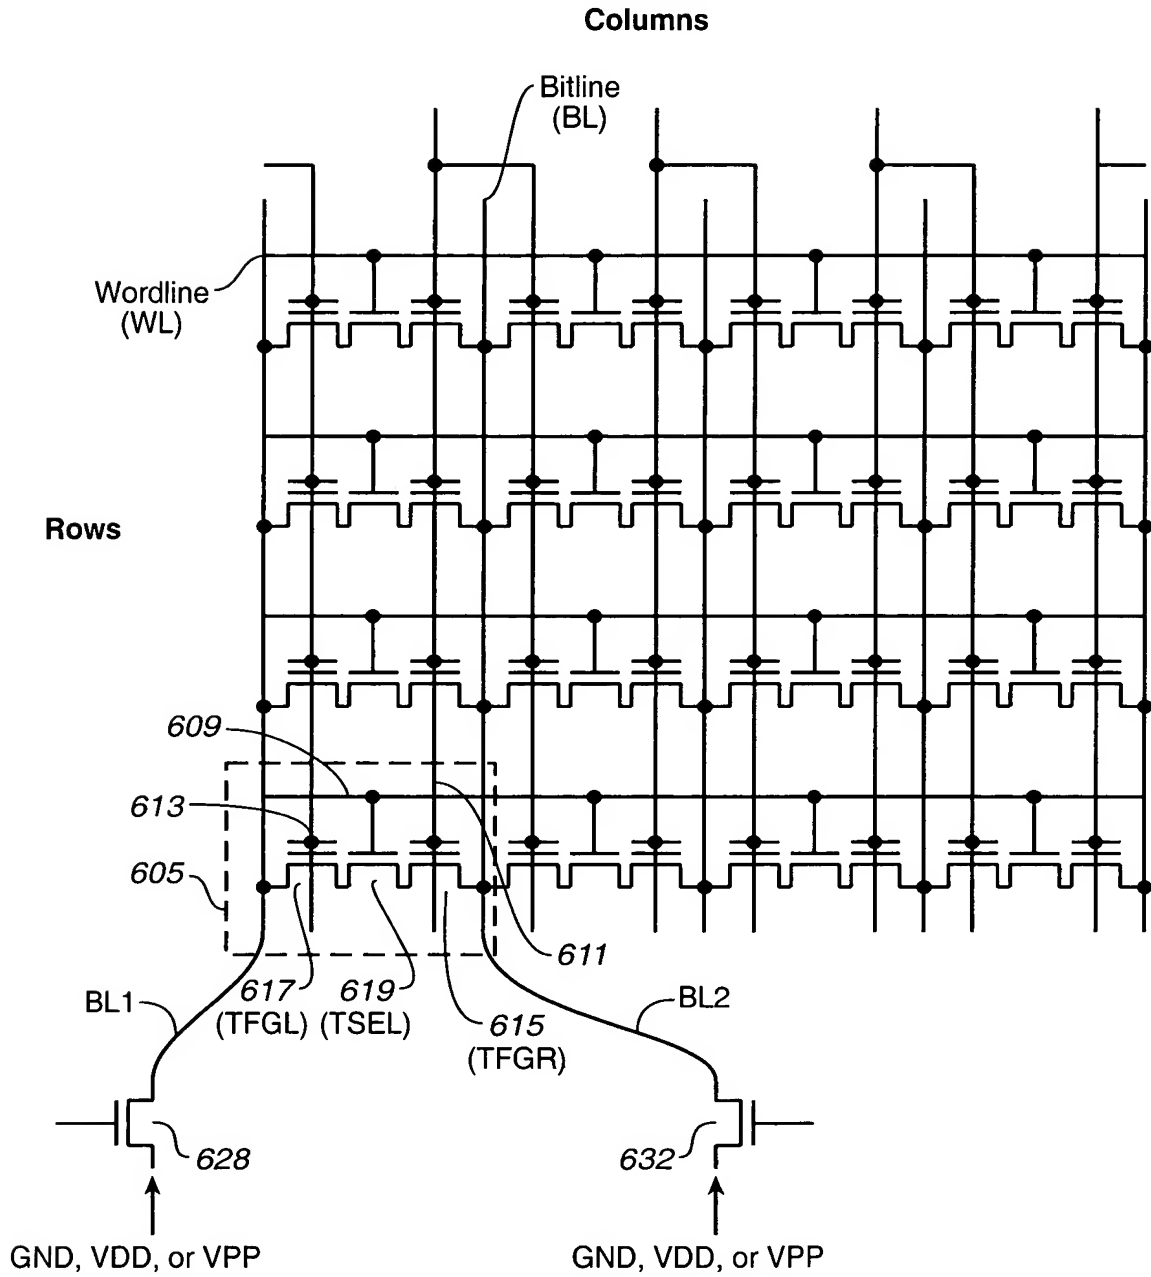 Columns
Bitline
(BL)
Wordline
(WL)
Rows
609
613
605
611
617
(TFGL)
619
(TSEL)
615
(TFGR)
BL1
BL2
628
632
GND, VDD, or VPP
GND, VDD, or VPP